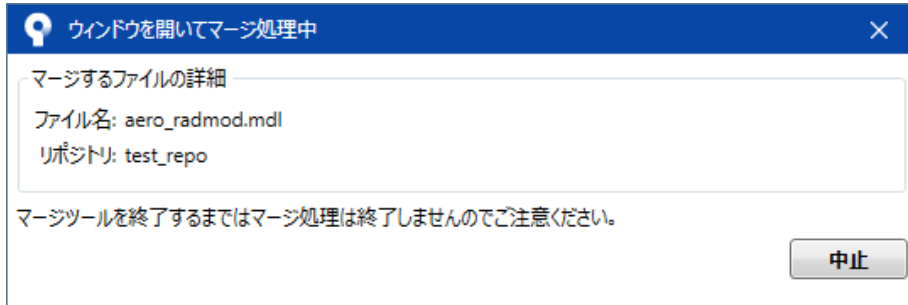 ウィンドウを開いてマージ処理中
マージするファイルの詳細
ファイル名: aero_radmod.mdl
リポジトリ: test_repo
マージツールを終了するまではマージ処理は終了しませんのでご注意ください。
中止